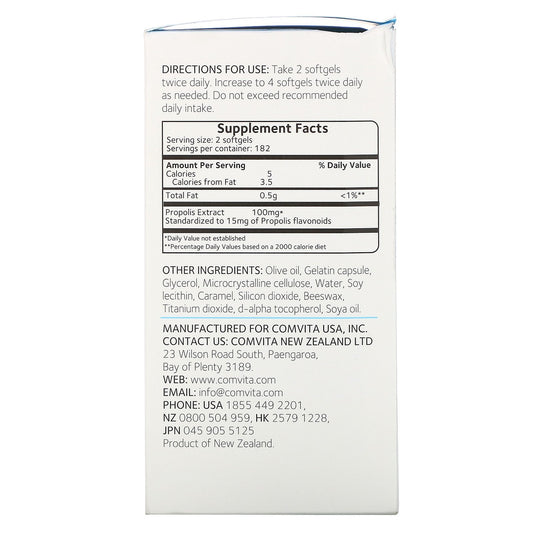 DIRECTIONS FOR USE: Take 2 softgels
twice daily. Increase to 4 softgels twice daily
as needed. Do not exceed recommended
daily intake.
Supplement Facts
Serving size: 2 softgels
Servings per container: 182
Amount Per Serving % Daily Value
Calories 5
Calories from Fat 3.5
Total Fat 0.5g <1%**
Propolis Extract 100mg*
Standardized to 15mg of Propolis flavonoids
*Daily Value not established
**Percentage Daily Values based on a 2000 calorie diet
OTHER INGREDIENTS: Olive oil, Gelatin capsule,
Glycerol, Microcrystalline cellulose, Water, Soy
lecithin, Caramel, Silicon dioxide, Beeswax,
Titanium dioxide, d-alpha tocopherol, Soya oil.
MANUFACTURED FOR COMVITA USA, INC.
CONTACT US: COMVITA NEW ZEALAND LTD
23 Wilson Road South, Paengaroa,
Bay of Plenty 3189.
WEB: www.comvita.com
EMAIL: info@comvita.com
PHONE: USA 1855 449 2201,
NZ 0800 504 959, HK 2579 1228,
JPN 045 905 5125
Product of New Zealand.